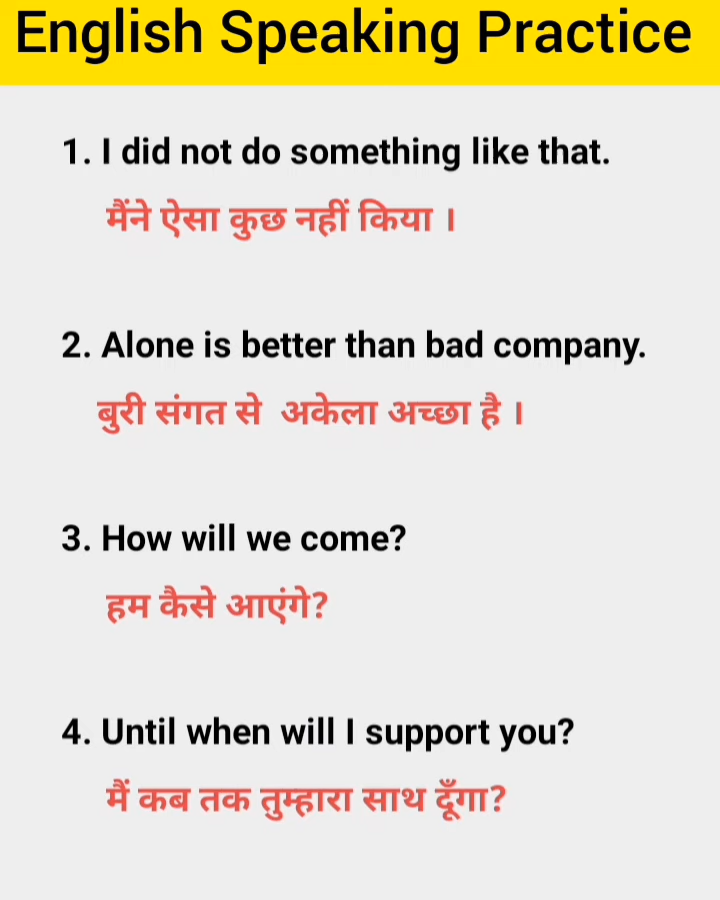 English Speaking Practice
1. I did not do something like that.
मैंने ऐसा कुछ नहीं किया ।
2. Alone is better than bad company.
बुरी संगत से अकेला अच्छा है ।
3. How will we come?
हम कैसे आएंगे?
4. Until when will I support you?
मैं कब तक तुम्हारा साथ दूँगा?